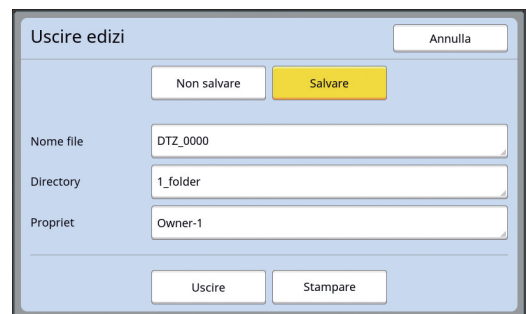 Uscire edizi
Annulla
Non salvare
Salvare
Nome file
DTZ_0000
Directory
1_folder
Propriet
Owner-1
Uscire
Stampare